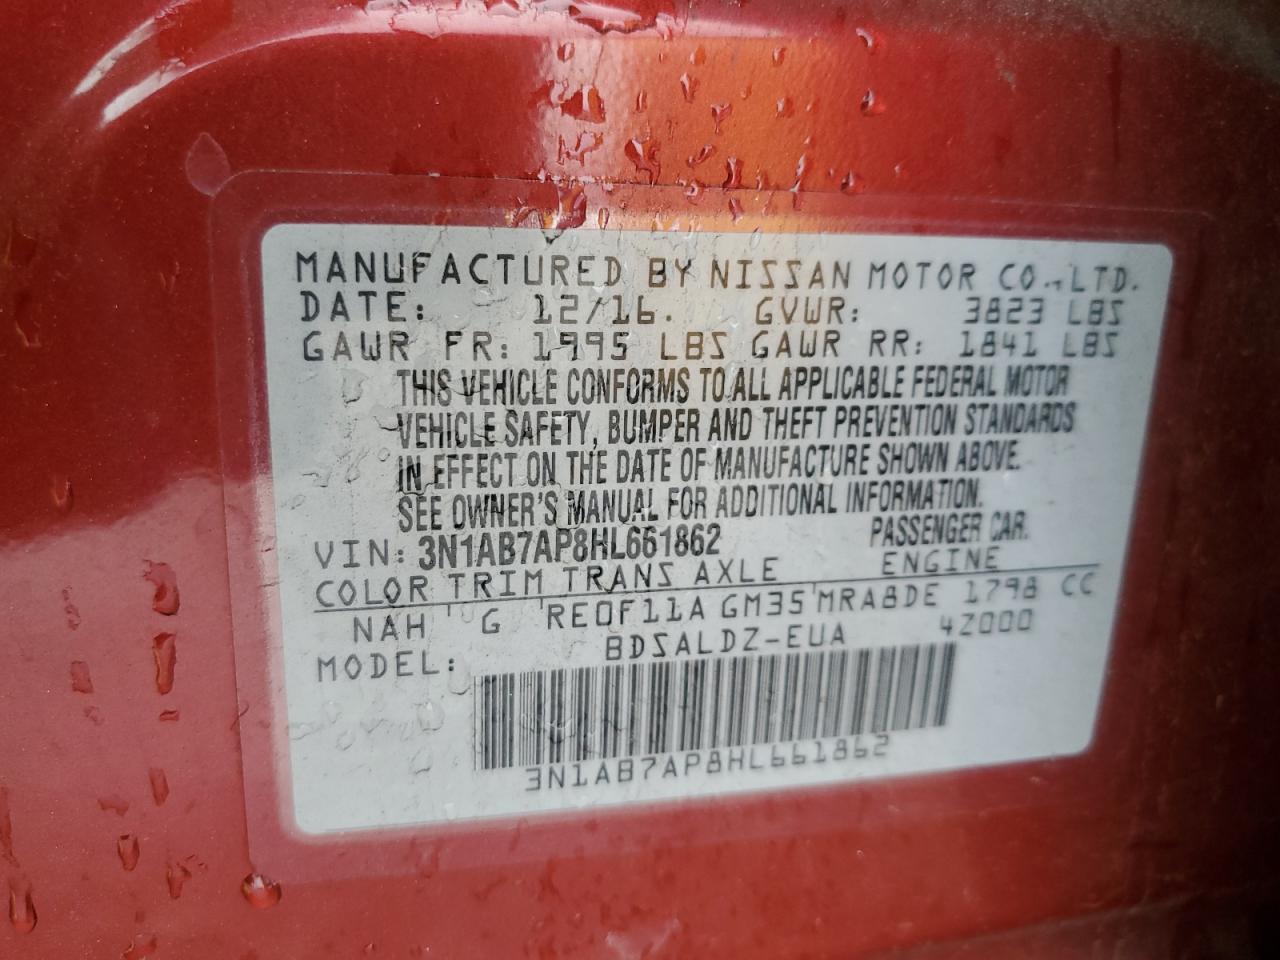 MANUFACTURED BY NISSAN MOTOR CO., LTD.
DATE: 12/16. GVWR: 3823 LBS
GAWR FR: 1995 LBS GAWR RR: 1841 LBS
THIS VEHICLE CONFORMS TO ALL APPLICABLE FEDERAL MOTOR
VEHICLE SAFETY, BUMPER AND THEFT PREVENTION STANDARDS
IN EFFECT ON THE DATE OF MANUFACTURE SHOWN ABOVE.
SEE OWNER'S MANUAL FOR ADDITIONAL INFORMATION.
VIN: 3N1AB7AP8HL661862 PASSENGER CAR.
COLOR TRIM TRANS AXLE ENGINE
NAH G RE0F11A GM35 MRA8DE 1798 CC
MODEL: BDSALDZ-EUA 42000
3N1AB7AP8HL661862